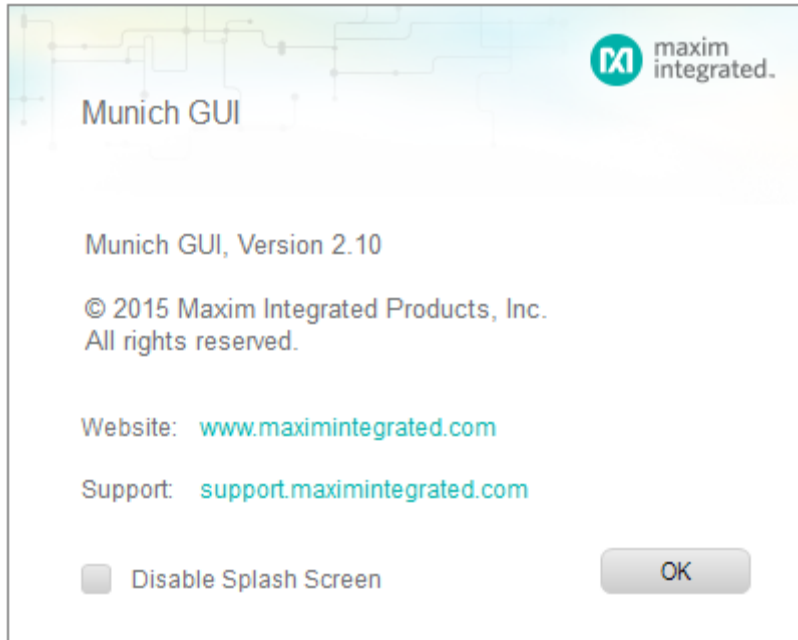 maxim
integrated™
Munich GUI
Munich GUI, Version 2.10
© 2015 Maxim Integrated Products, Inc.
All rights reserved.
Website: www.maximintegrated.com
Support: support.maximintegrated.com
Disable Splash Screen
OK